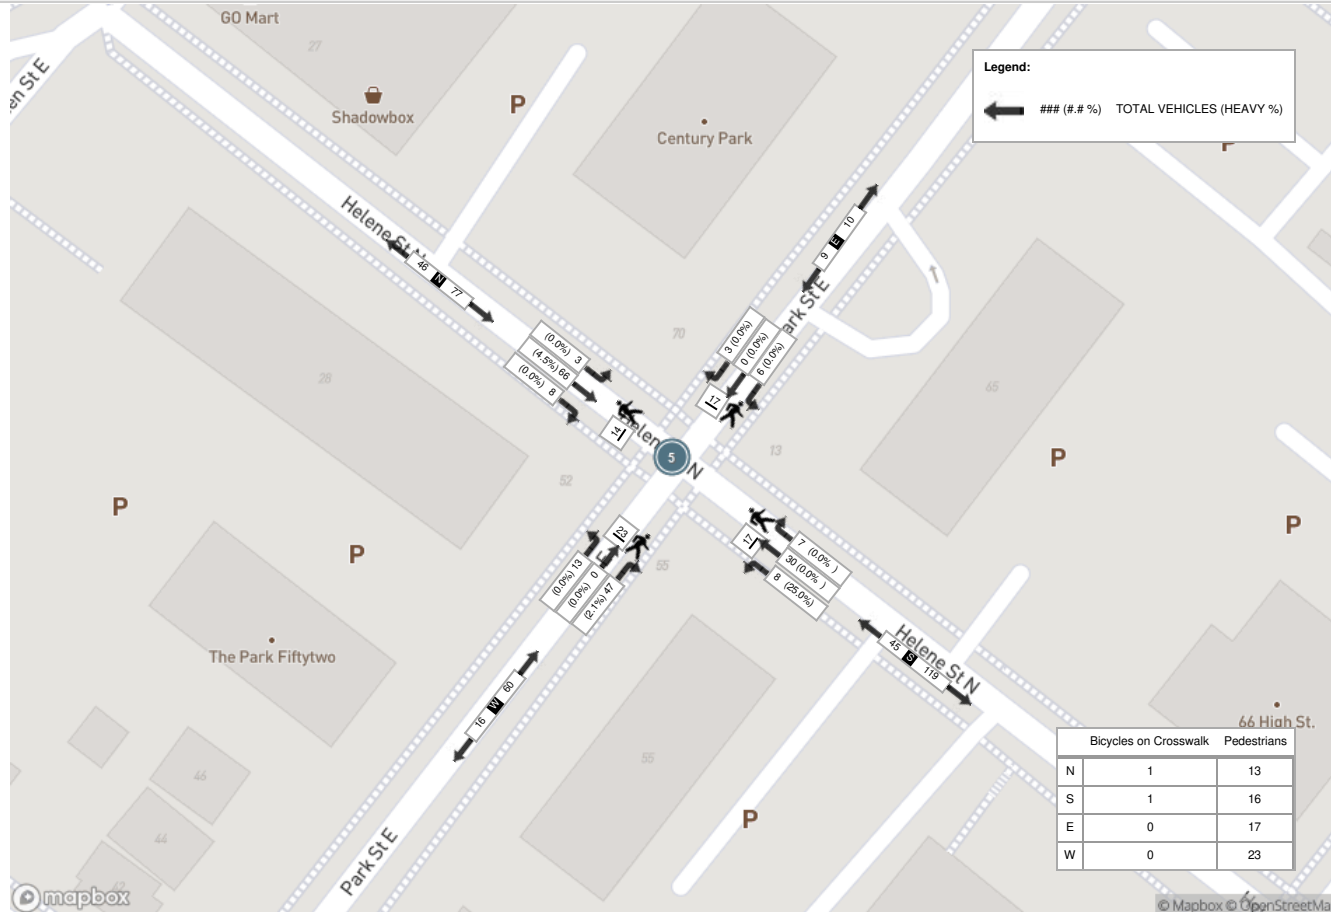 GO Mart
27
en St E
Shadowbox
P
Century Park
Legend:
### (#.# %) TOTAL VEHICLES (HEAVY %)
P
Helene St N
46 N 77
9 E 10
ark St E
70
(0.0%) 3
(4.5%) 66
(0.0%) 8
3 (0.0%)
0 (0.0%)
6 (0.0%)
28
65
17
14
Helen
5
N
13
P
52
P
P
P
23
17
E
55
(0.0%) 13
(0.0%) 0
(2.1%) 47
7 (0.0% )
30 (0.0% )
8 (25.0%)
The Park Fiftytwo
16 W 60
Helene St N
45 S 119
66 High St.
55
46
44
42
P
Park St E
Bicycles on Crosswalk Pedestrians
N 1 13
S 1 16
E 0 17
W 0 23
mapbox
© Mapbox © OpenStreetMa